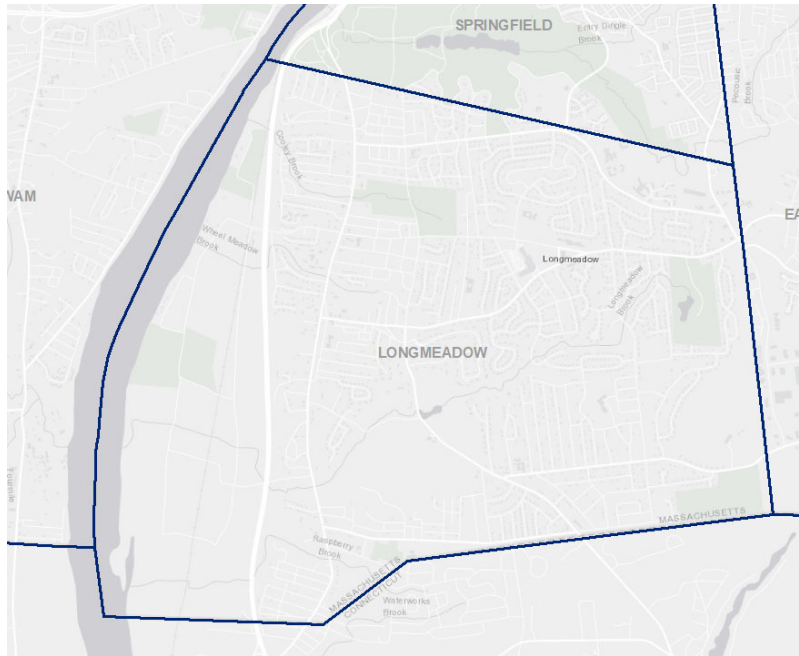 SPRINGFIELD
Entry Dingle
Brook
Pecousic
Brook
Cooley Brook
WAM
EA
Wheel Meadow
Brook
Longmeadow
Longmeadow
Brook
LONGMEADOW
MASSACHUSETTS
Raspberry
Brook
MASSACHUSETTS
CONNECTICUT
Waterworks
Brook